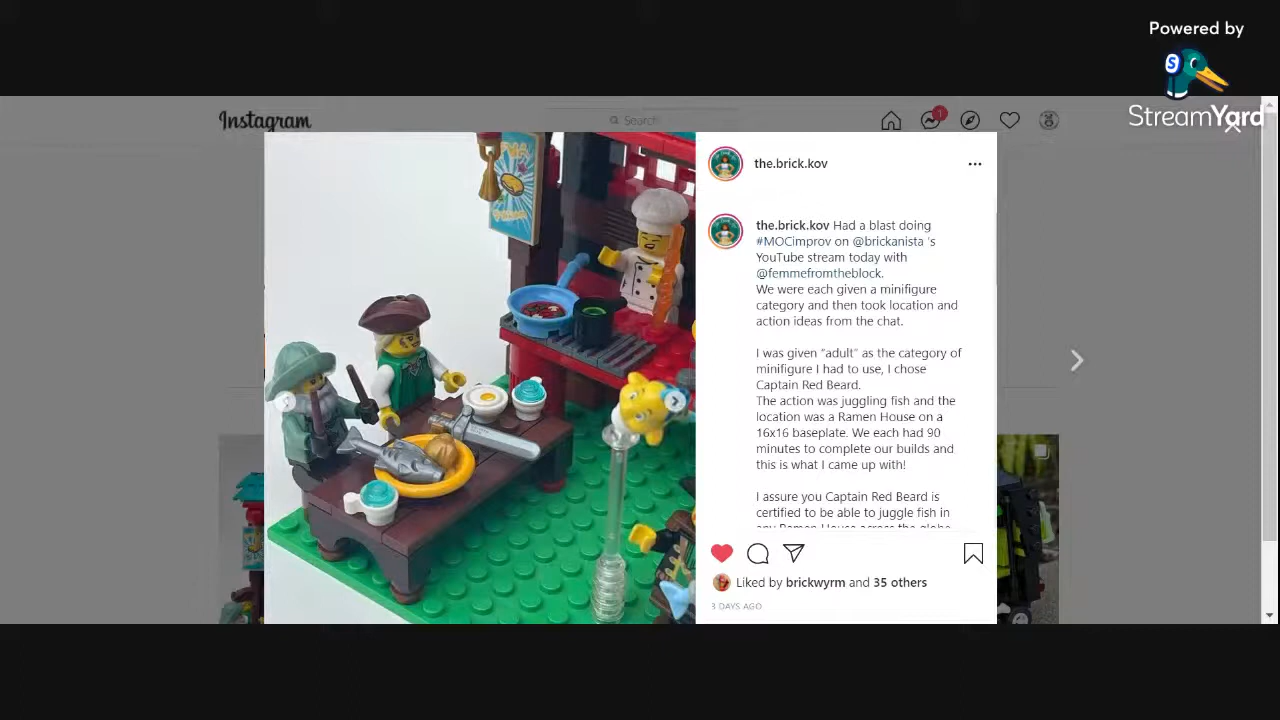 Powered by
StreamYard
Instagram
Search
1
the.brick.kov
the.brick.kov Had a blast doing
#MOCimprov on @brickanista 's
YouTube stream today with
@femmefromtheblock.
We were each given a minifigure
category and then took location and
action ideas from the chat.
I was given "adult" as the category of
minifigure I had to use, I chose
Captain Red Beard.
The action was juggling fish and the
location was a Ramen House on a
16x16 baseplate. We each had 90
minutes to complete our builds and
this is what I came up with!
I assure you Captain Red Beard is
certified to be able to juggle fish in
any Ramen House across the globe
Liked by brickwyrm and 35 others
3 DAYS AGO